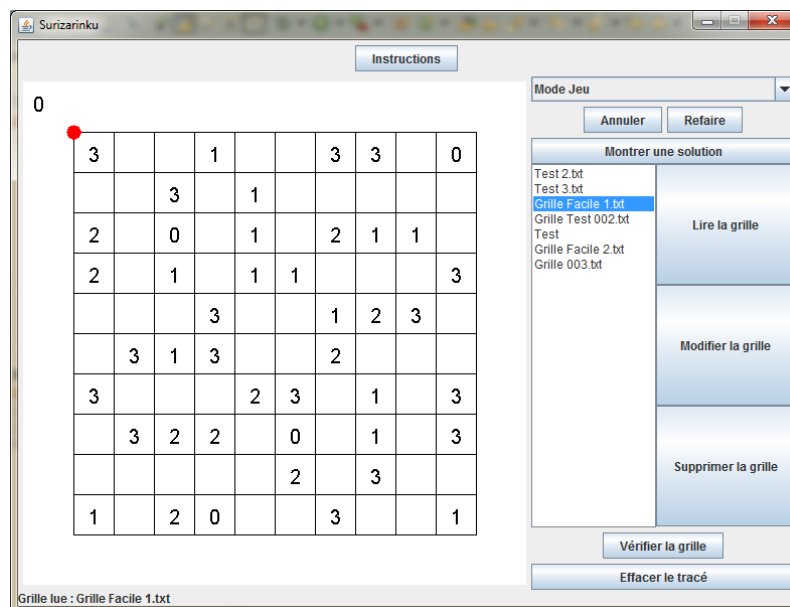 Surizarinku
Instructions
0
Mode Jeu
Annuler Refaire
Montrer une solution
3 1 3 3 0
3 1
2 0 1 2 1 1
2 1 1 1 3
3 1 2 3
3 1 3 2
3 2 3 1 3
3 2 2 0 1 3
2 3
1 2 0 3 1
Test 2.txt
Test 3.txt
Grille Facile 1.txt
Grille Test 002.txt
Test
Grille Facile 2.txt
Grille 003.txt
Lire la grille
Modifier la grille
Supprimer la grille
Vérifier la grille
Effacer le tracé
Grille lue : Grille Facile 1.txt